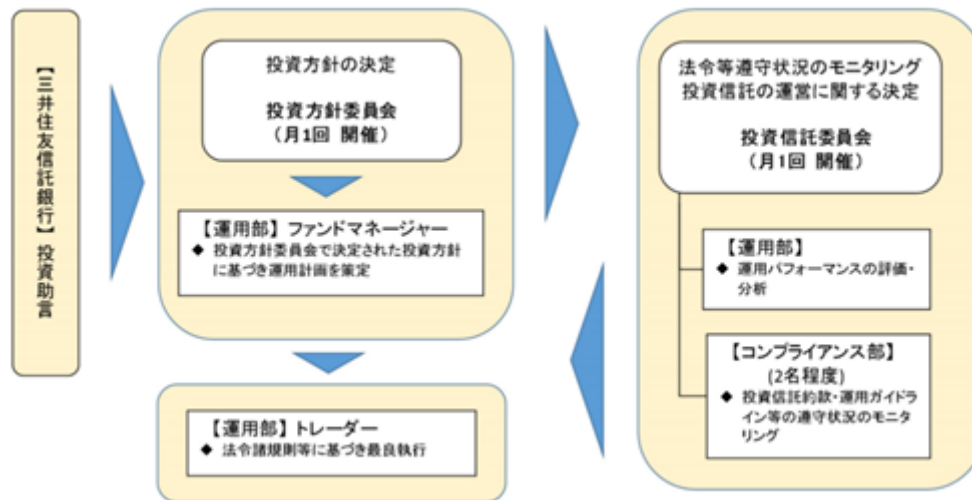 【三井住友信託銀行】投資助言
投資方針の決定
投資方針委員会
(月1回 開催)
【運用部】ファンドマネージャー
◆ 投資方針委員会で決定された投資方針
に基づき運用計画を策定
【運用部】トレーダー
◆ 法令諸規則等に基づき最良執行
法令等遵守状況のモニタリング
投資信託の運営に関する決定
投資信託委員会
(月1回 開催)
【運用部】
◆ 運用パフォーマンスの評価・
分析
【コンプライアンス部】
(2名程度)
◆ 投資信託約款・運用ガイドラ
イン等の遵守状況のモニタ
リング